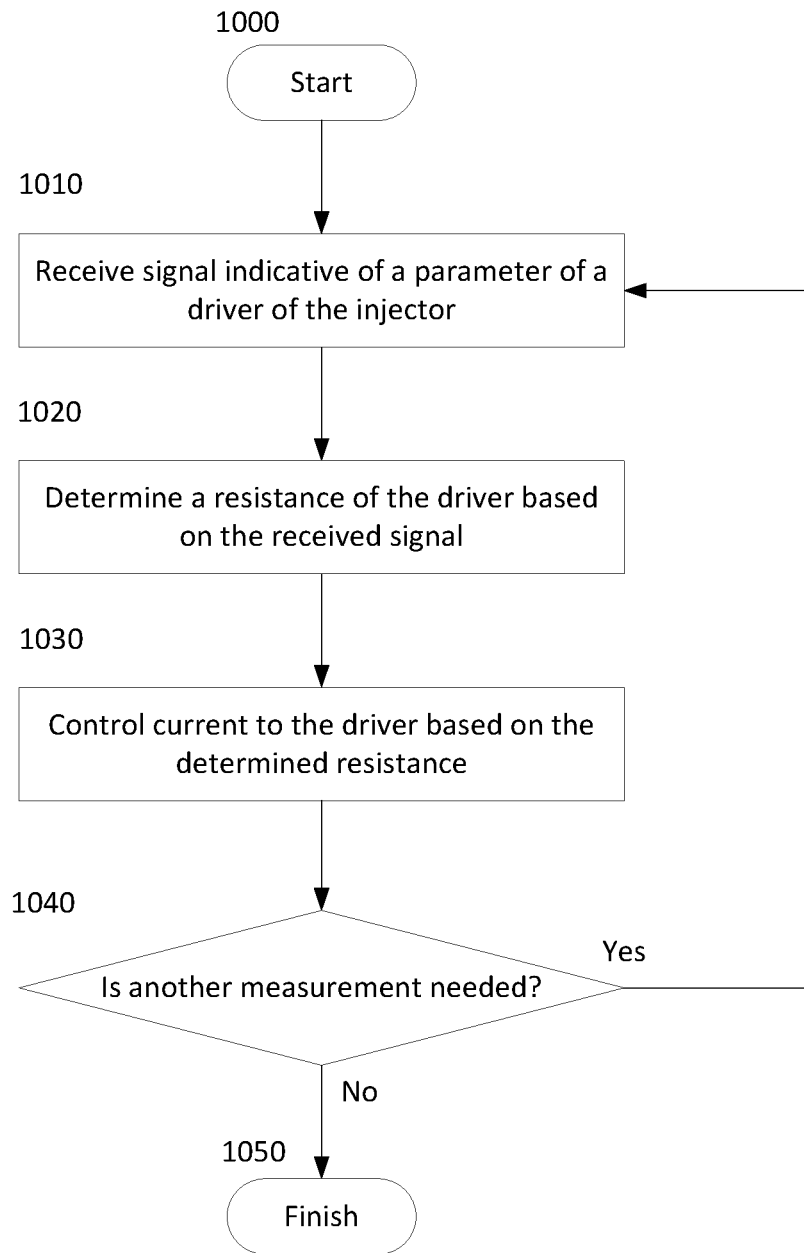 1000
Start
1010
Receive signal indicative of a parameter of a
driver of the injector
1020
Determine a resistance of the driver based
on the received signal
1030
Control current to the driver based on the
determined resistance
1040
Yes
Is another measurement needed?
No
1050
Finish